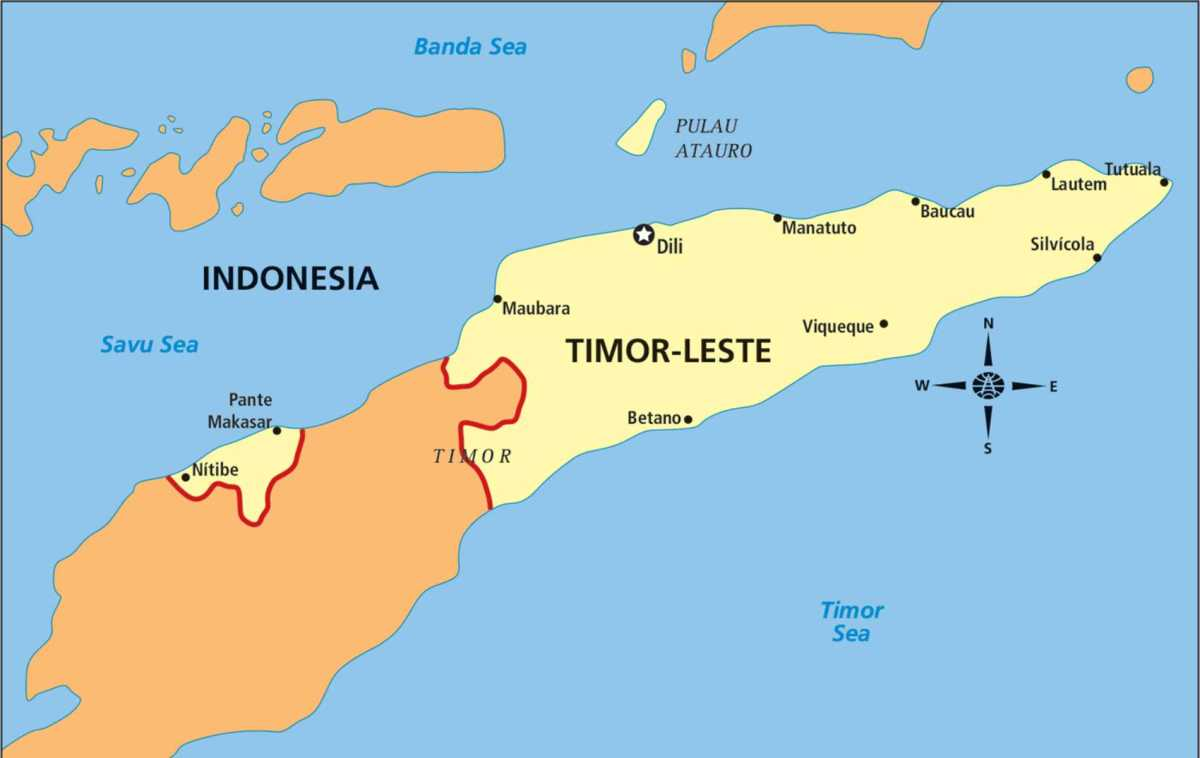 Banda Sea
PULAU
ATAURO
Tutuala
Lautem
Baucau
Manatuto
Dili
Silvícola
INDONESIA
Maubara
Viqueque
N
Savu Sea
TIMOR-LESTE
W
E
Pante
Makasar
Betano
S
TIMOR
Nítibe
Timor
Sea